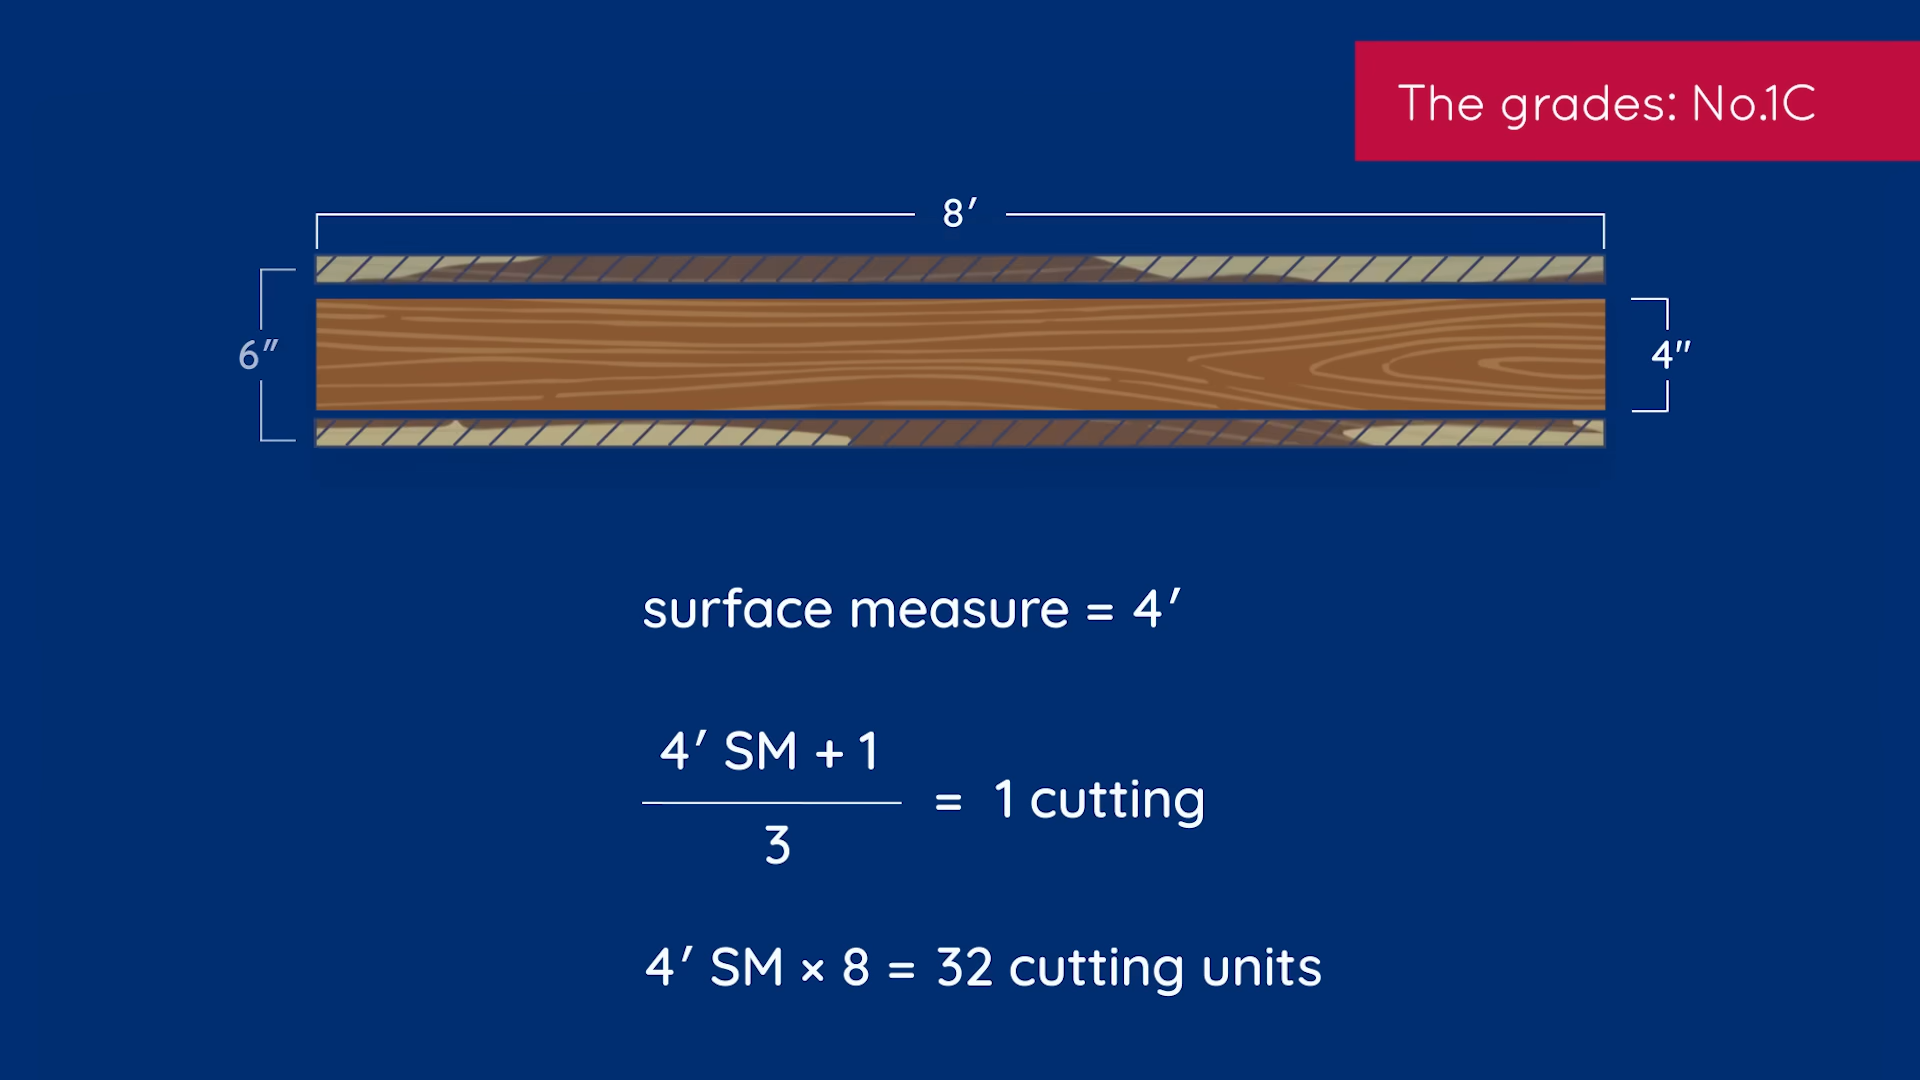 The grades: No.1C
8′
6″
4″
surface measure = 4′
4′ SM + 1
3
= 1 cutting
4′ SM × 8 = 32 cutting units